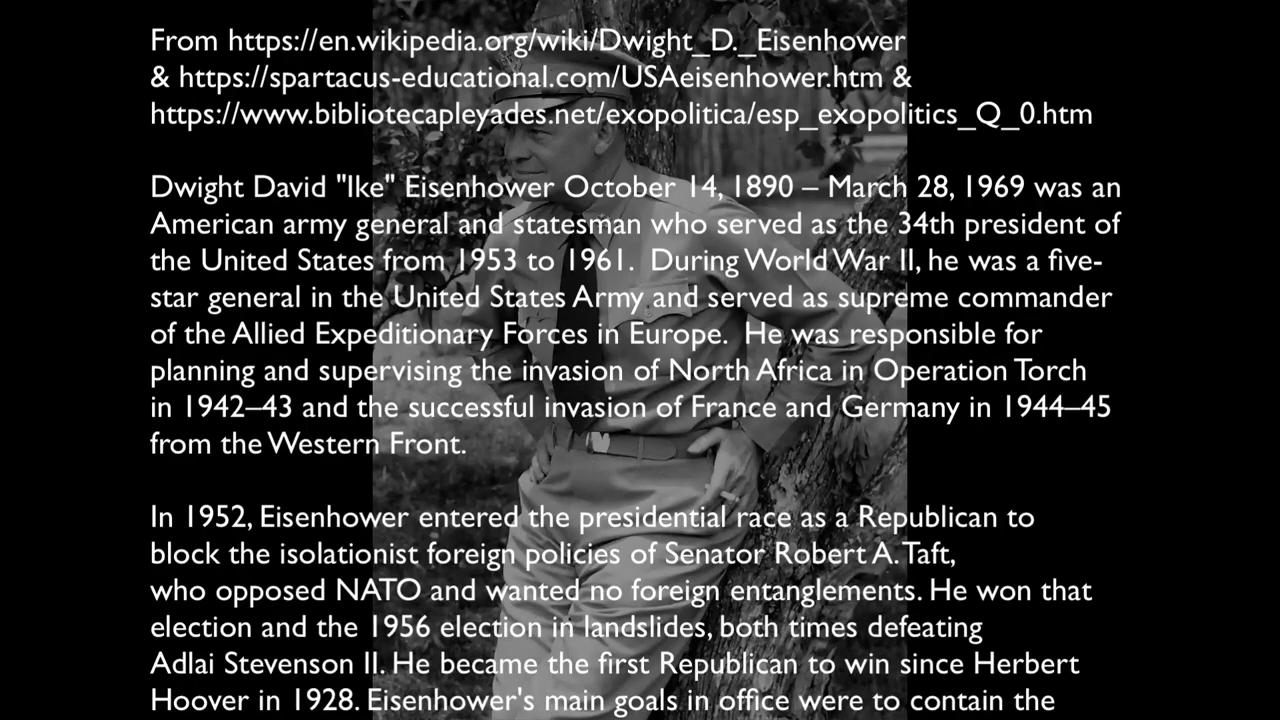 From https://en.wikipedia.org/wiki/Dwight_D._Eisenhower
& https://spartacus-educational.com/USAeisenhower.htm &
https://www.bibliotecapleyades.net/exopolitica/esp_exopolitics_Q_0.htm
Dwight David "Ike" Eisenhower October 14, 1890 – March 28, 1969 was an
American army general and statesman who served as the 34th president of
the United States from 1953 to 1961. During World War II, he was a five-
star general in the United States Army and served as supreme commander
of the Allied Expeditionary Forces in Europe. He was responsible for
planning and supervising the invasion of North Africa in Operation Torch
in 1942–43 and the successful invasion of France and Germany in 1944–45
from the Western Front.
In 1952, Eisenhower entered the presidential race as a Republican to
block the isolationist foreign policies of Senator Robert A. Taft,
who opposed NATO and wanted no foreign entanglements. He won that
election and the 1956 election in landslides, both times defeating
Adlai Stevenson II. He became the first Republican to win since Herbert
Hoover in 1928. Eisenhower's main goals in office were to contain the